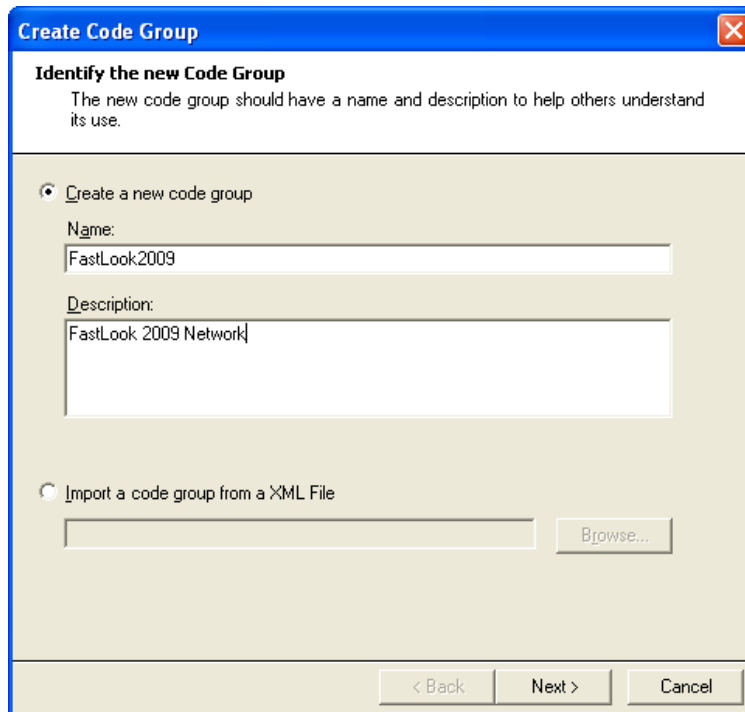 Create Code Group
Identify the new Code Group
The new code group should have a name and description to help others understand
its use.
Create a new code group
Name:
FastLook2009
Description:
FastLook 2009 Network
Import a code group from a XML File
Browse...
< Back
Next >
Cancel